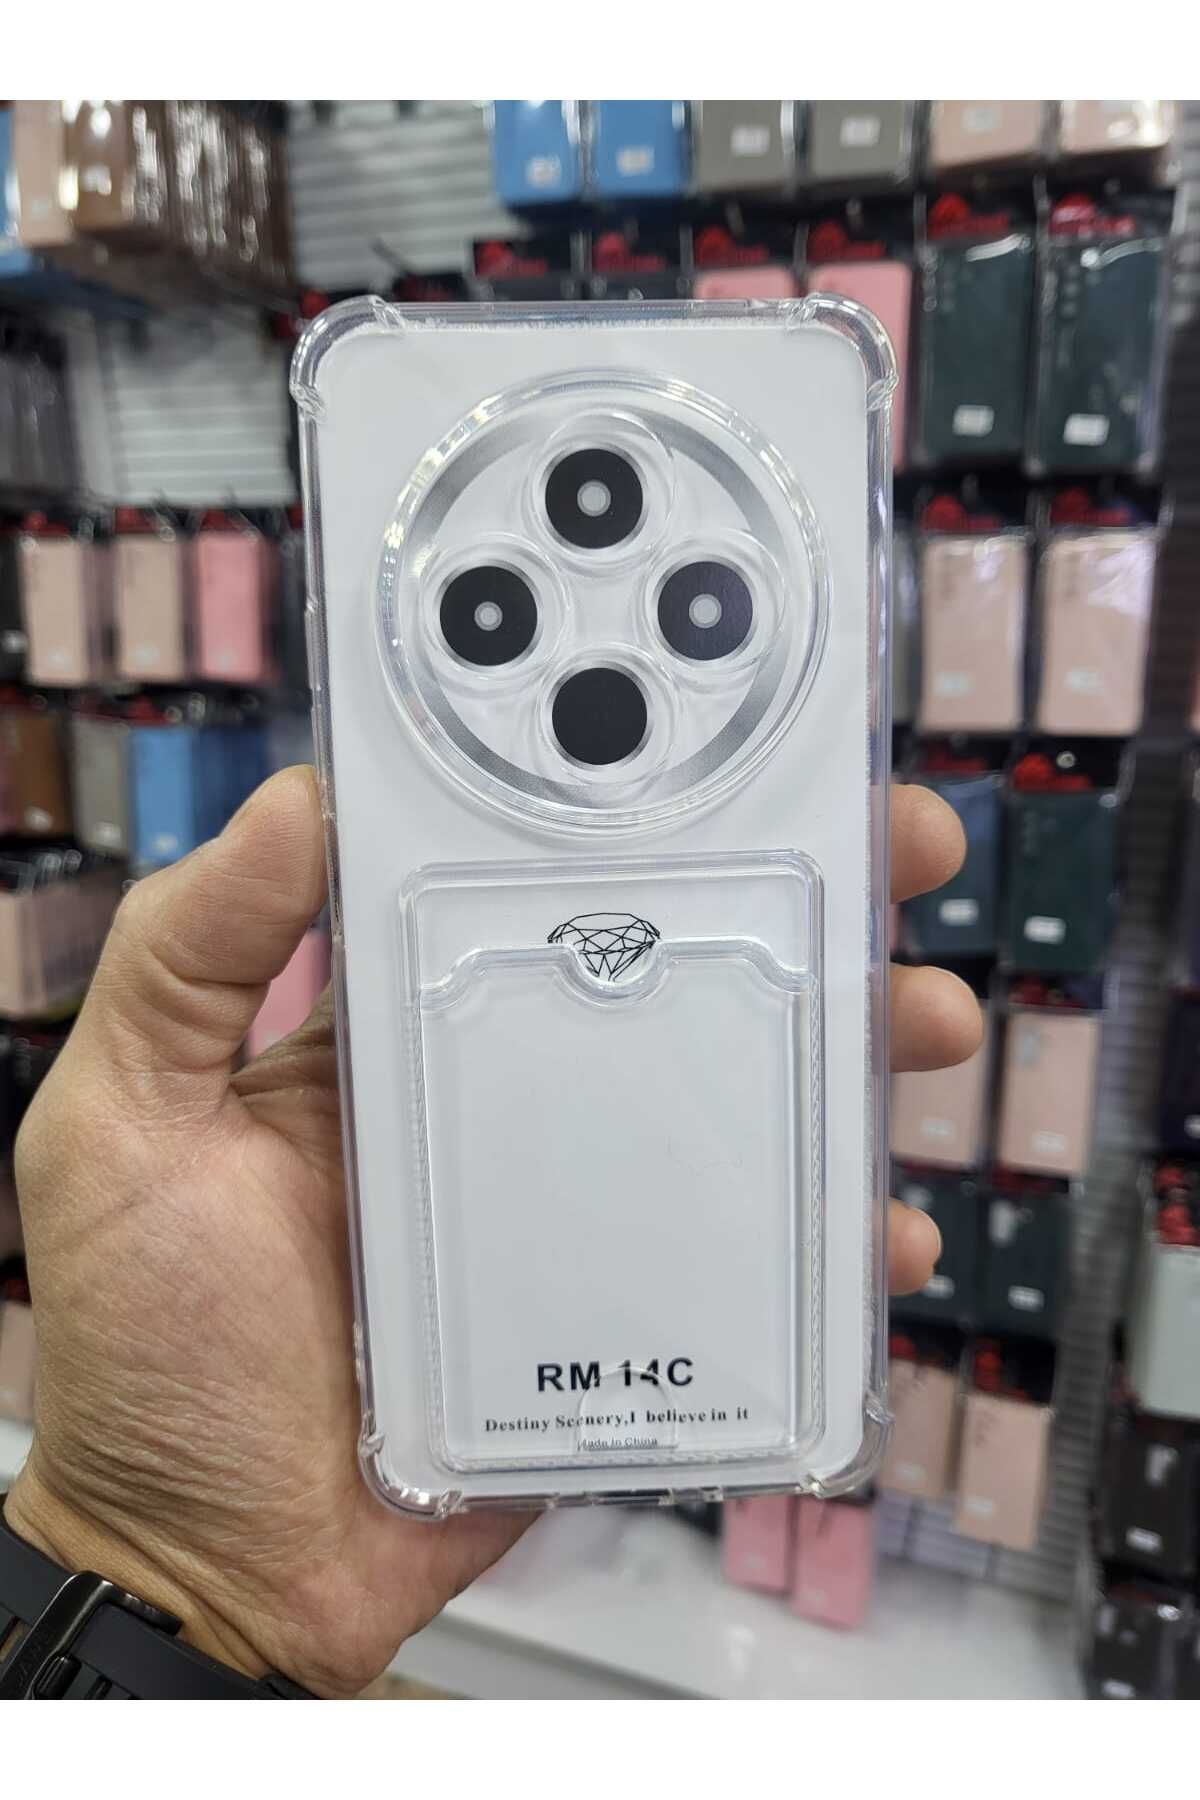 RM 14C
Destiny Scenery,I believe in it
Made in China